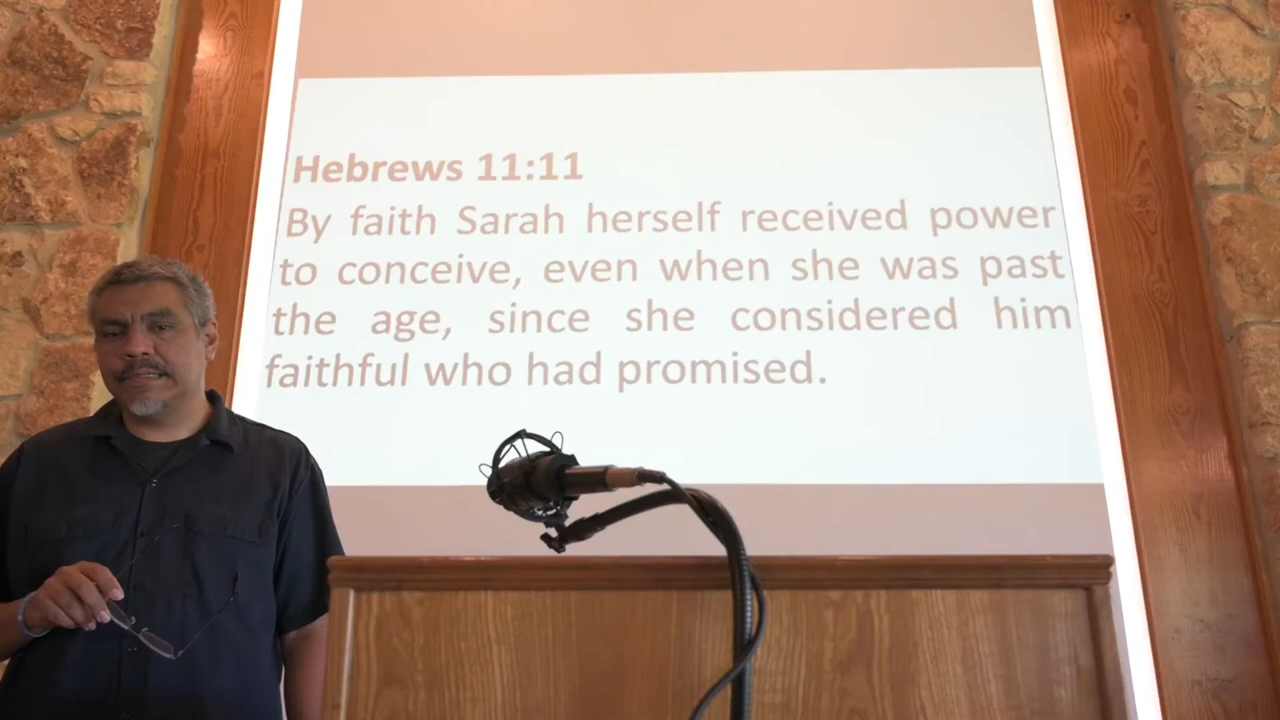 Hebrews 11:11
By faith Sarah herself received power
to conceive, even when she was past
the age, since she considered him
faithful who had promised.